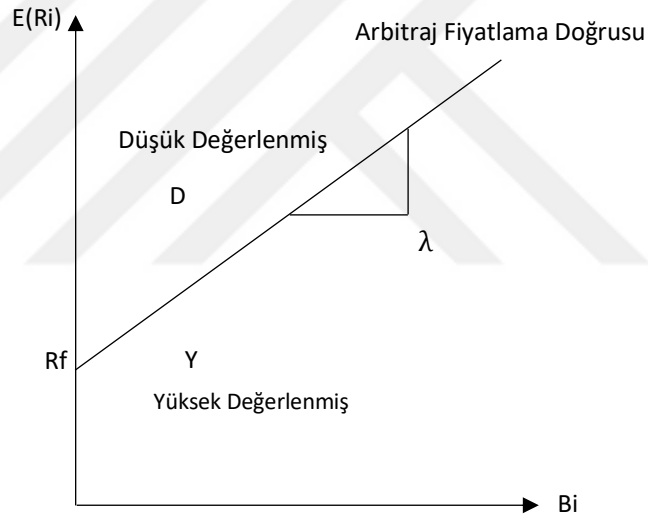 E(Ri)
Arbitraj Fiyatlama Doğrusu
Düşük Değerlenmiş
D
λ
Rf
Y
Yüksek Değerlenmiş
Bi